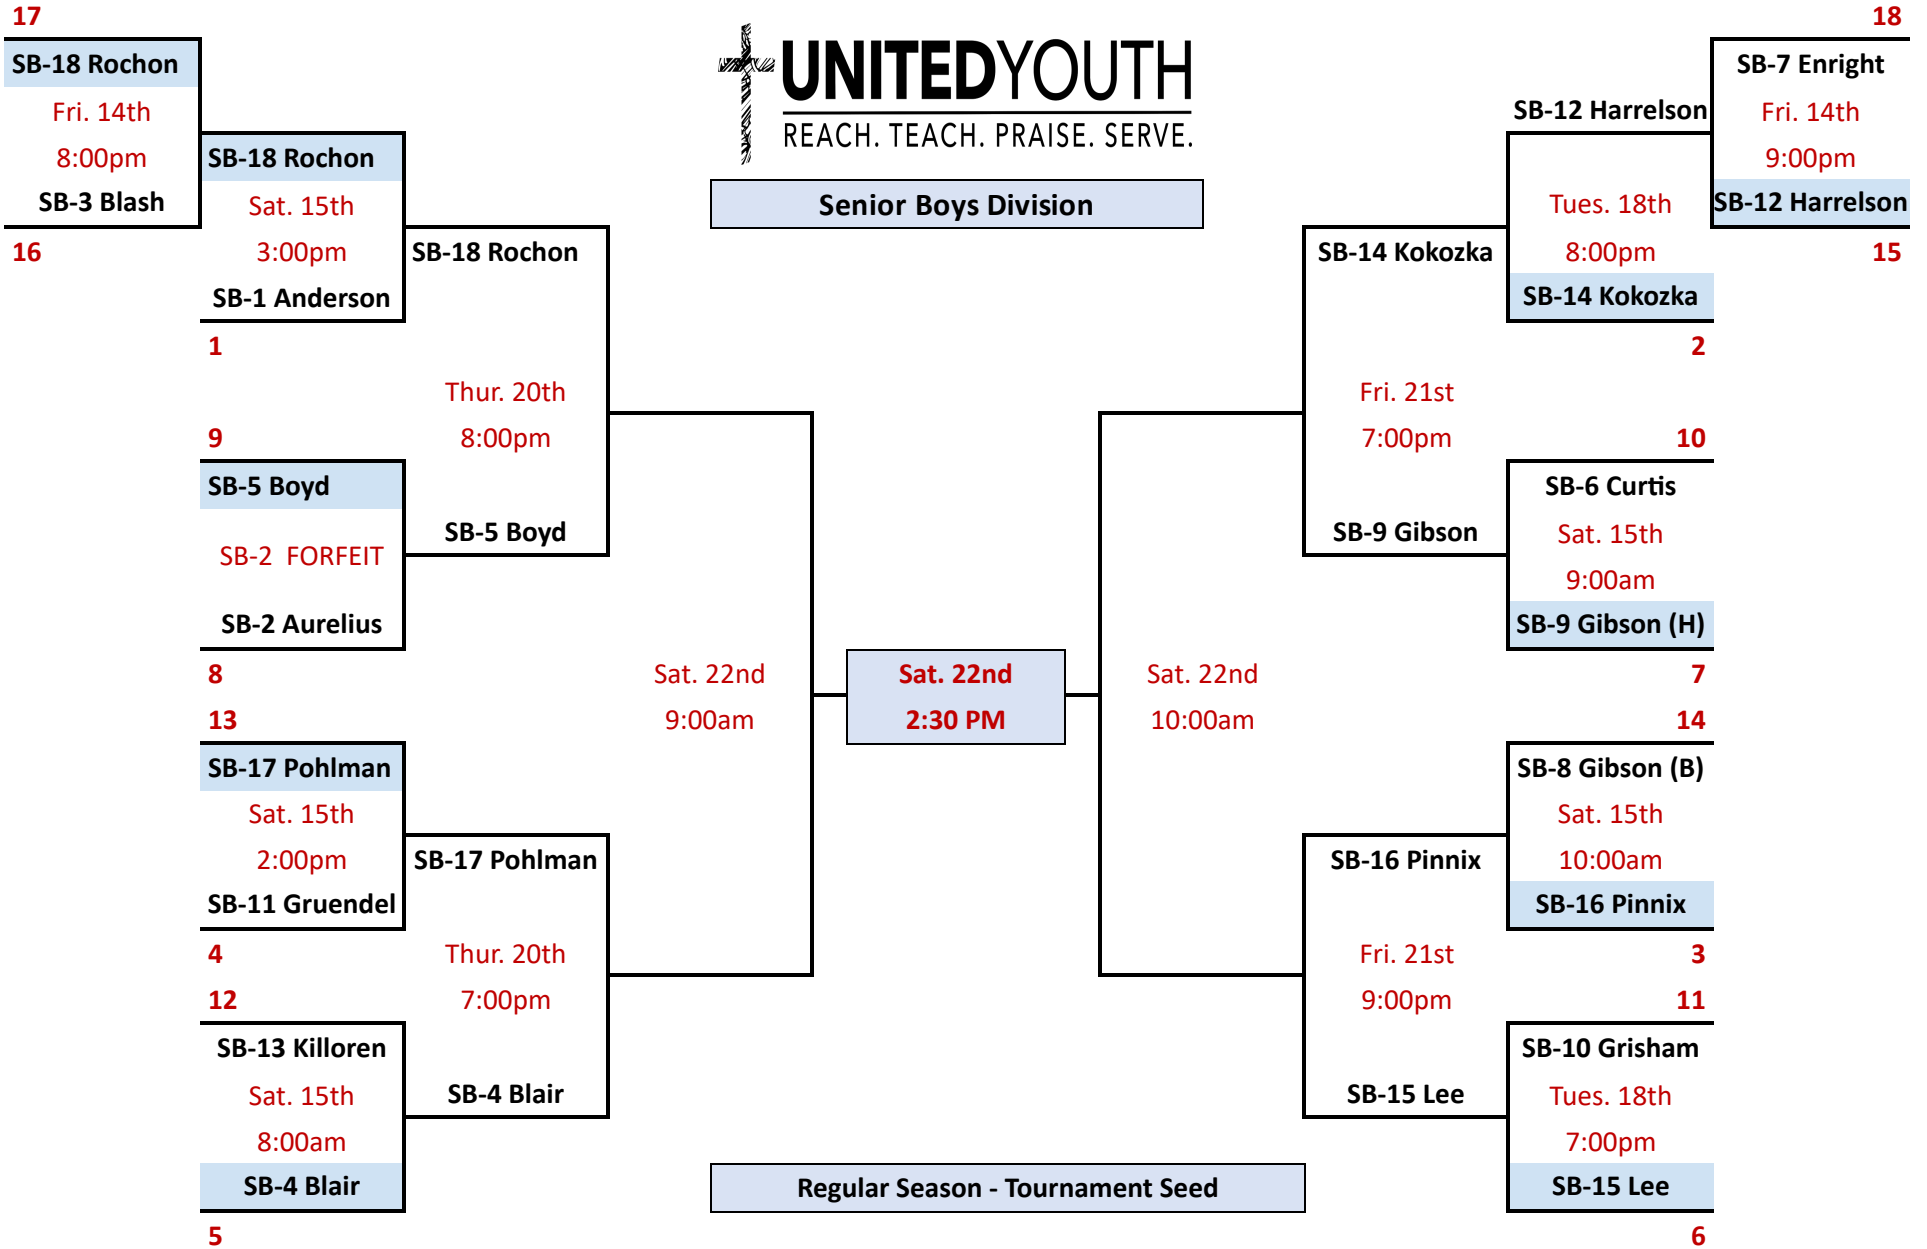 17
SB-18 Rochon
Fri. 14th
8:00pm
SB-3 Blash
16
SB-18 Rochon
Sat. 15th
3:00pm
SB-1 Anderson
1
9
SB-5 Boyd
SB-2 FORFEIT
SB-2 Aurelius
8
13
SB-17 Pohlman
Sat. 15th
2:00pm
SB-11 Gruendel
4
12
SB-13 Killoren
Sat. 15th
8:00am
SB-4 Blair
5
SB-18 Rochon
Thur. 20th
8:00pm
SB-5 Boyd
SB-17 Pohlman
Thur. 20th
7:00pm
SB-4 Blair
Sat. 22nd
9:00am
UNITEDYOUTH
REACH. TEACH. PRAISE. SERVE.
Senior Boys Division
Sat. 22nd
2:30 PM
Regular Season - Tournament Seed
Sat. 22nd
10:00am
SB-14 Kokozka
Fri. 21st
7:00pm
SB-9 Gibson
SB-16 Pinnix
Fri. 21st
9:00pm
SB-15 Lee
SB-12 Harrelson
Tues. 18th
8:00pm
SB-14 Kokozka
2
10
SB-6 Curtis
Sat. 15th
9:00am
SB-9 Gibson (H)
7
14
SB-8 Gibson (B)
Sat. 15th
10:00am
SB-16 Pinnix
3
11
SB-10 Grisham
Tues. 18th
7:00pm
SB-15 Lee
6
18
SB-7 Enright
Fri. 14th
9:00pm
SB-12 Harrelson
15